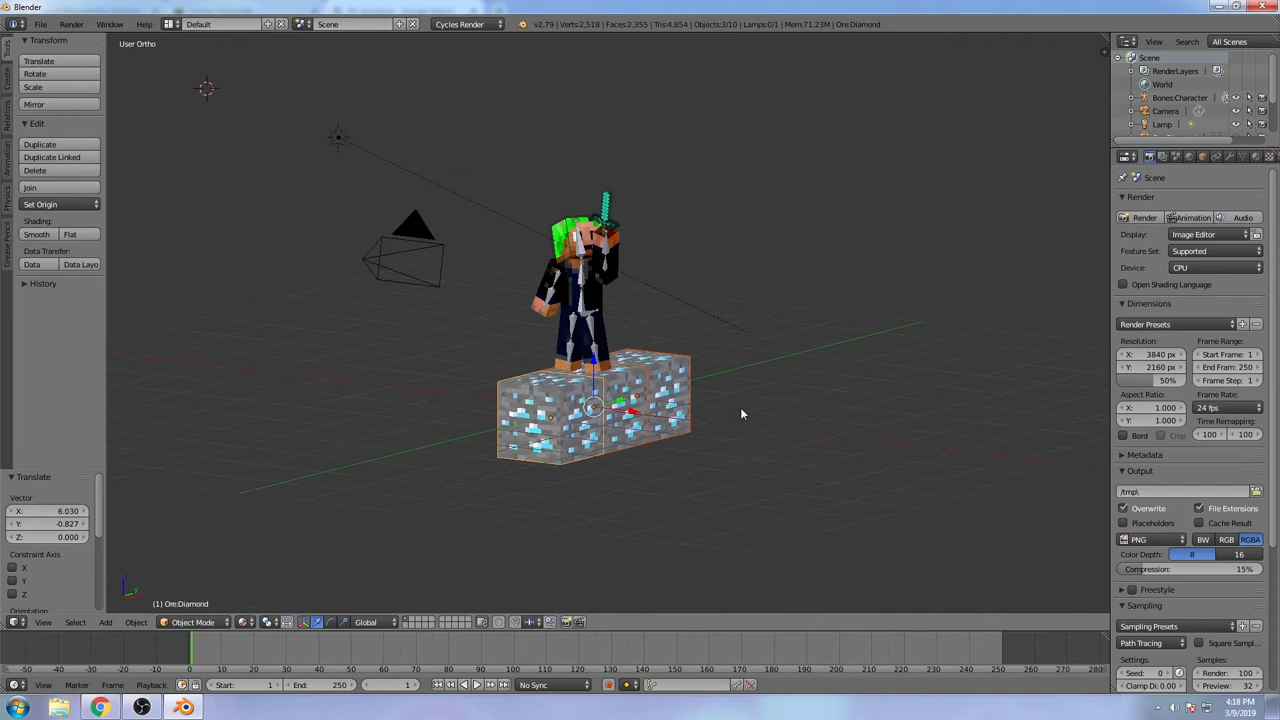 Blender
File Render Window Help Default Scene Cycles Render v2.79 | Verts:2,518 | Faces:2,355 | Tris:4,854 | Objects:3/10 | Lamps:0/1 | Mem:71.23M | Ore:Diamond
Tools
Create
Relations
Animation
Physics
Grease Pencil
Transform
Translate
Rotate
Scale
Mirror
Edit
Duplicate
Duplicate Linked
Delete
Join
Set Origin
Shading:
Smooth Flat
Data Transfer:
Data Data Layo
History
Translate
Vector
X: 6.030
Y: -0.827
Z: 0.000
Constraint Axis
X
Y
Z
Orientation
User Ortho
(1) Ore:Diamond
View Select Add Object Object Mode Global
-50 -40 -30 -20 -10 0 10 20 30 40 50 60 70 80 90 100 110 120 130 140 150 160 170 180 190 200 210 220 230 240 250 260 270 280
View Marker Frame Playback Start: 1 End: 250 1 No Sync
View Search All Scenes
Scene
RenderLayers
World
Bones:Character
Camera
Lamp
Scene
Render
Render Animation Audio
Display: Image Editor
Feature Set: Supported
Device: CPU
Open Shading Language
Dimensions
Render Presets
Resolution: Frame Range:
X: 3840 px Start Frame: 1
Y: 2160 px End Fram: 250
50% Frame Step: 1
Aspect Ratio: Frame Rate:
X: 1.000 24 fps
Y: 1.000 Time Remapping:
Bord Crop 100 100
Metadata
Output
/tmp\
Overwrite File Extensions
Placeholders Cache Result
PNG BW RGB RGBA
Color Depth: 8 16
Compression: 15%
Freestyle
Sampling
Sampling Presets
Path Tracing Square Sampl...
Settings: Samples:
Seed: 0 Render: 100
Clamp Di: 0.00 Preview: 32
4:18 PM
3/9/2019